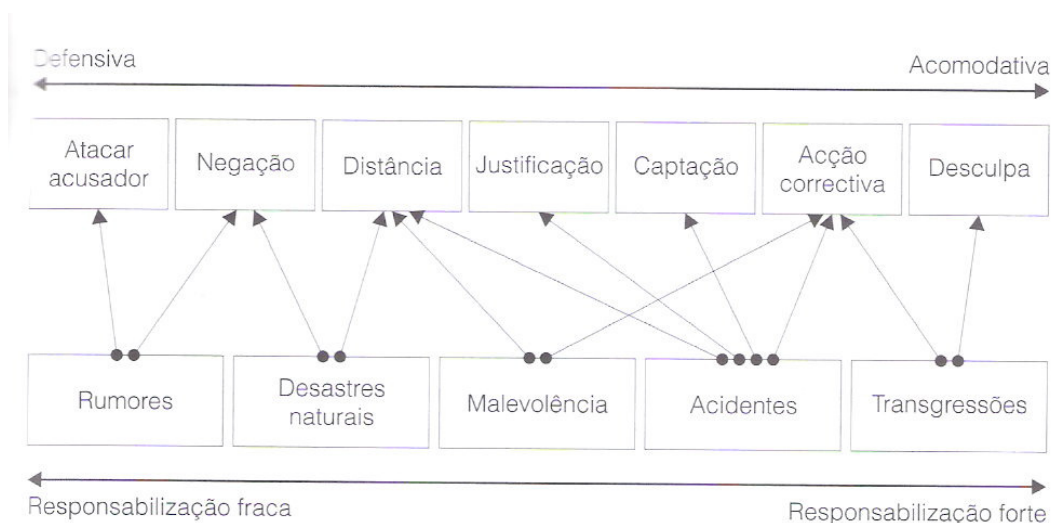 Defensiva
Acomodativa
Atacar
acusador
Negação
Distância
Justificação
Captação
Acção
correctiva
Desculpa
Rumores
Desastres
naturais
Malevolência
Acidentes
Transgressões
Responsabilização fraca
Responsabilização forte